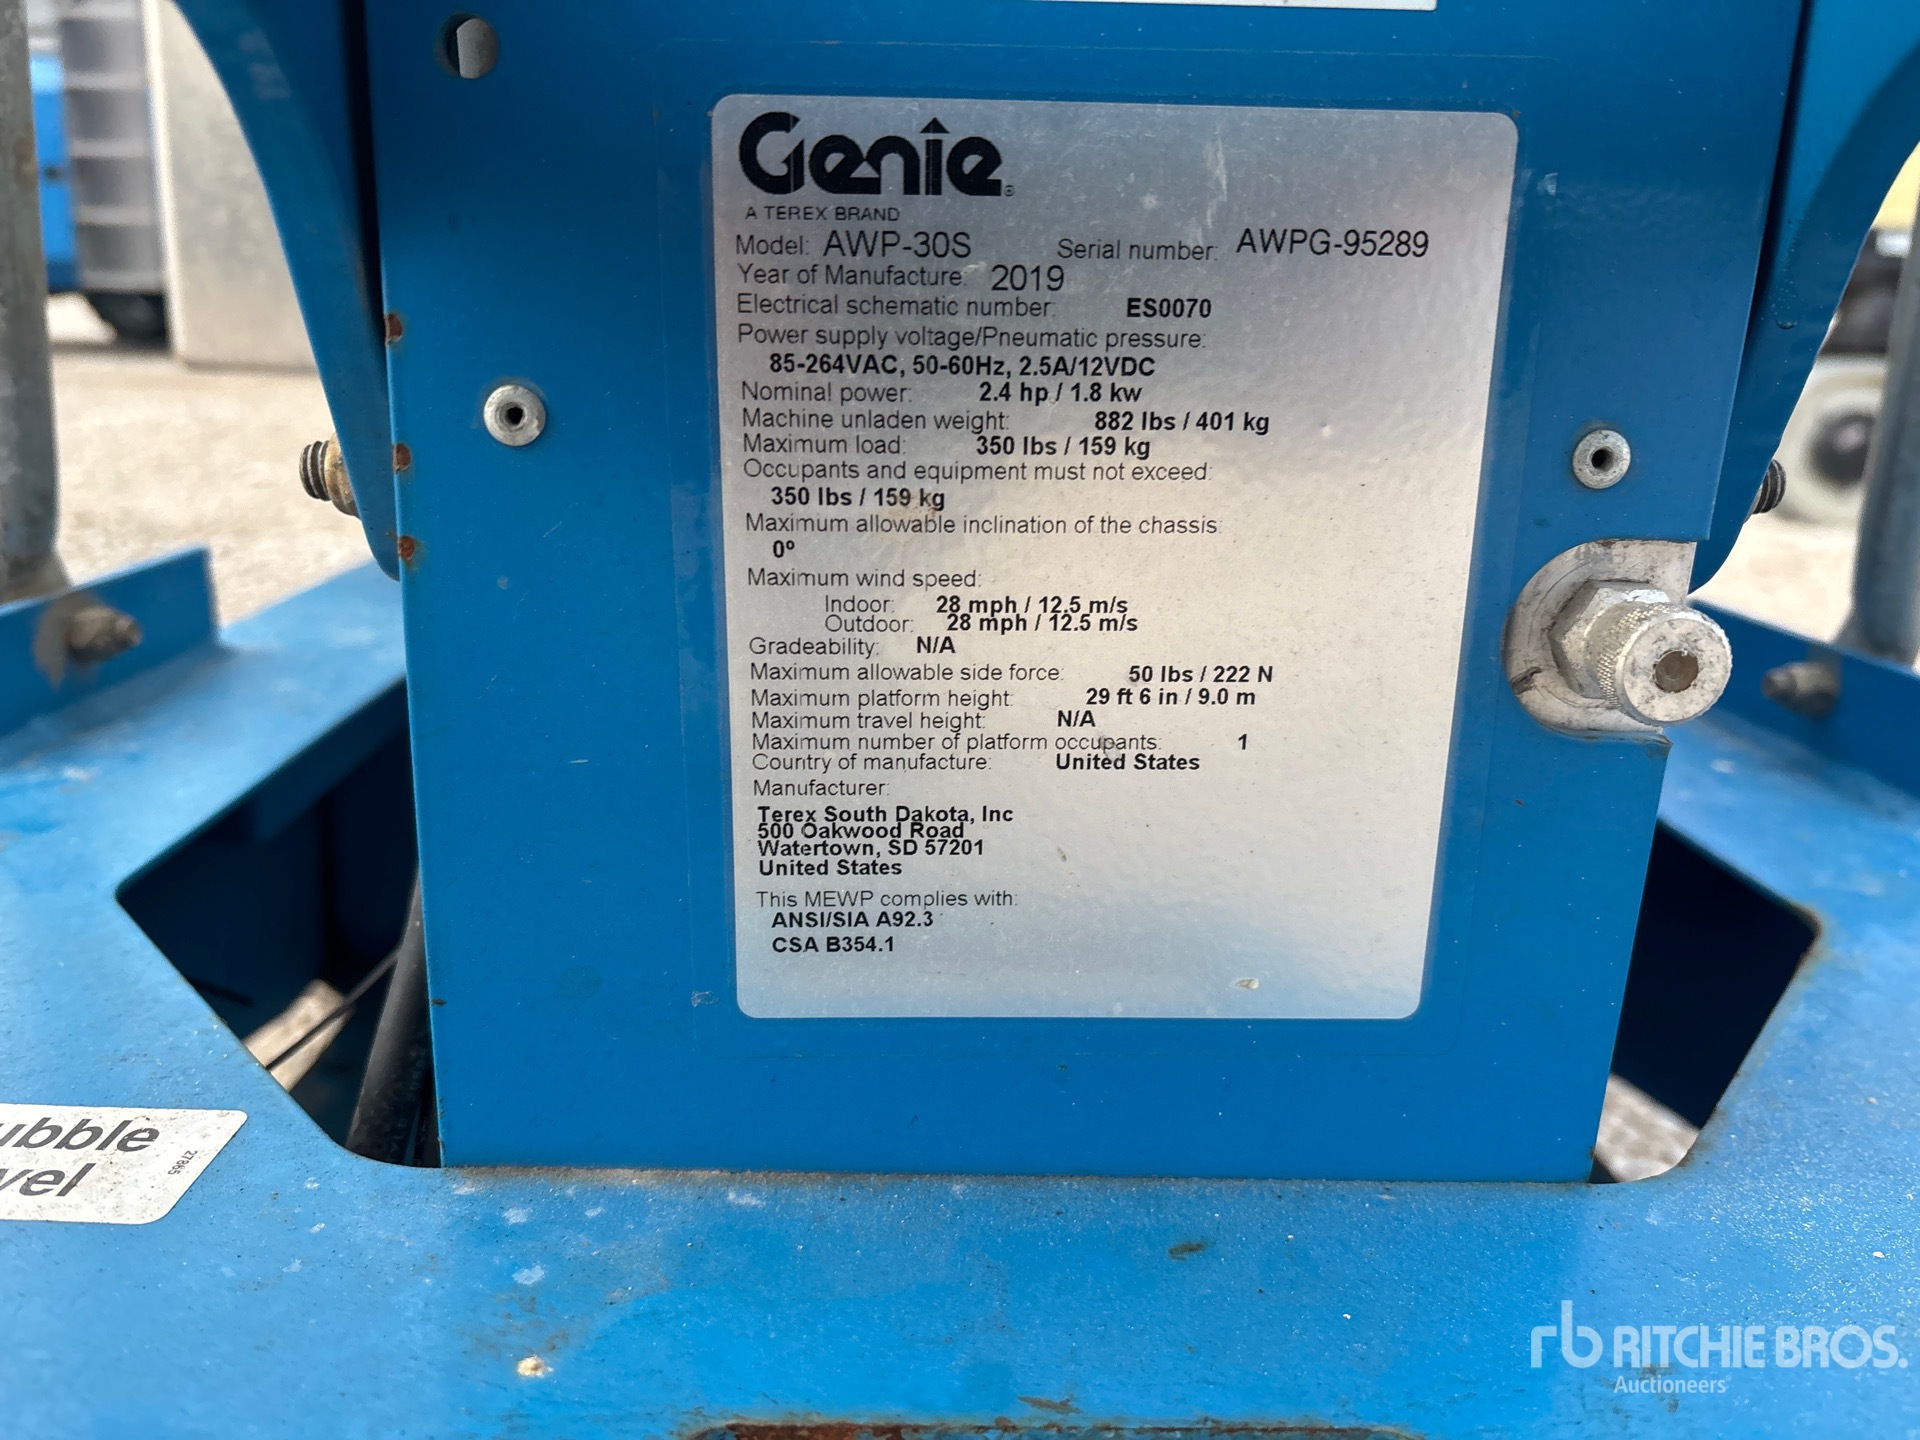 Genie®
A TEREX BRAND
Model: AWP-30S Serial number: AWPG-95289
Year of Manufacture: 2019
Electrical schematic number: ES0070
Power supply voltage/Pneumatic pressure:
85-264VAC, 50-60Hz, 2.5A/12VDC
Nominal power: 2.4 hp / 1.8 kw
Machine unladen weight: 882 lbs / 401 kg
Maximum load: 350 lbs / 159 kg
Occupants and equipment must not exceed:
350 lbs / 159 kg
Maximum allowable inclination of the chassis:
0º
Maximum wind speed:
Indoor: 28 mph / 12.5 m/s
Outdoor: 28 mph / 12.5 m/s
Gradeability: N/A
Maximum allowable side force: 50 lbs / 222 N
Maximum platform height: 29 ft 6 in / 9.0 m
Maximum travel height: N/A
Maximum number of platform occupants: 1
Country of manufacture: United States
Manufacturer:
Terex South Dakota, Inc
500 Oakwood Road
Watertown, SD 57201
United States
This MEWP complies with:
ANSI/SIA A92.3
CSA B354.1
ubble
vel
27865
rb RITCHIE BROS.
Auctioneers